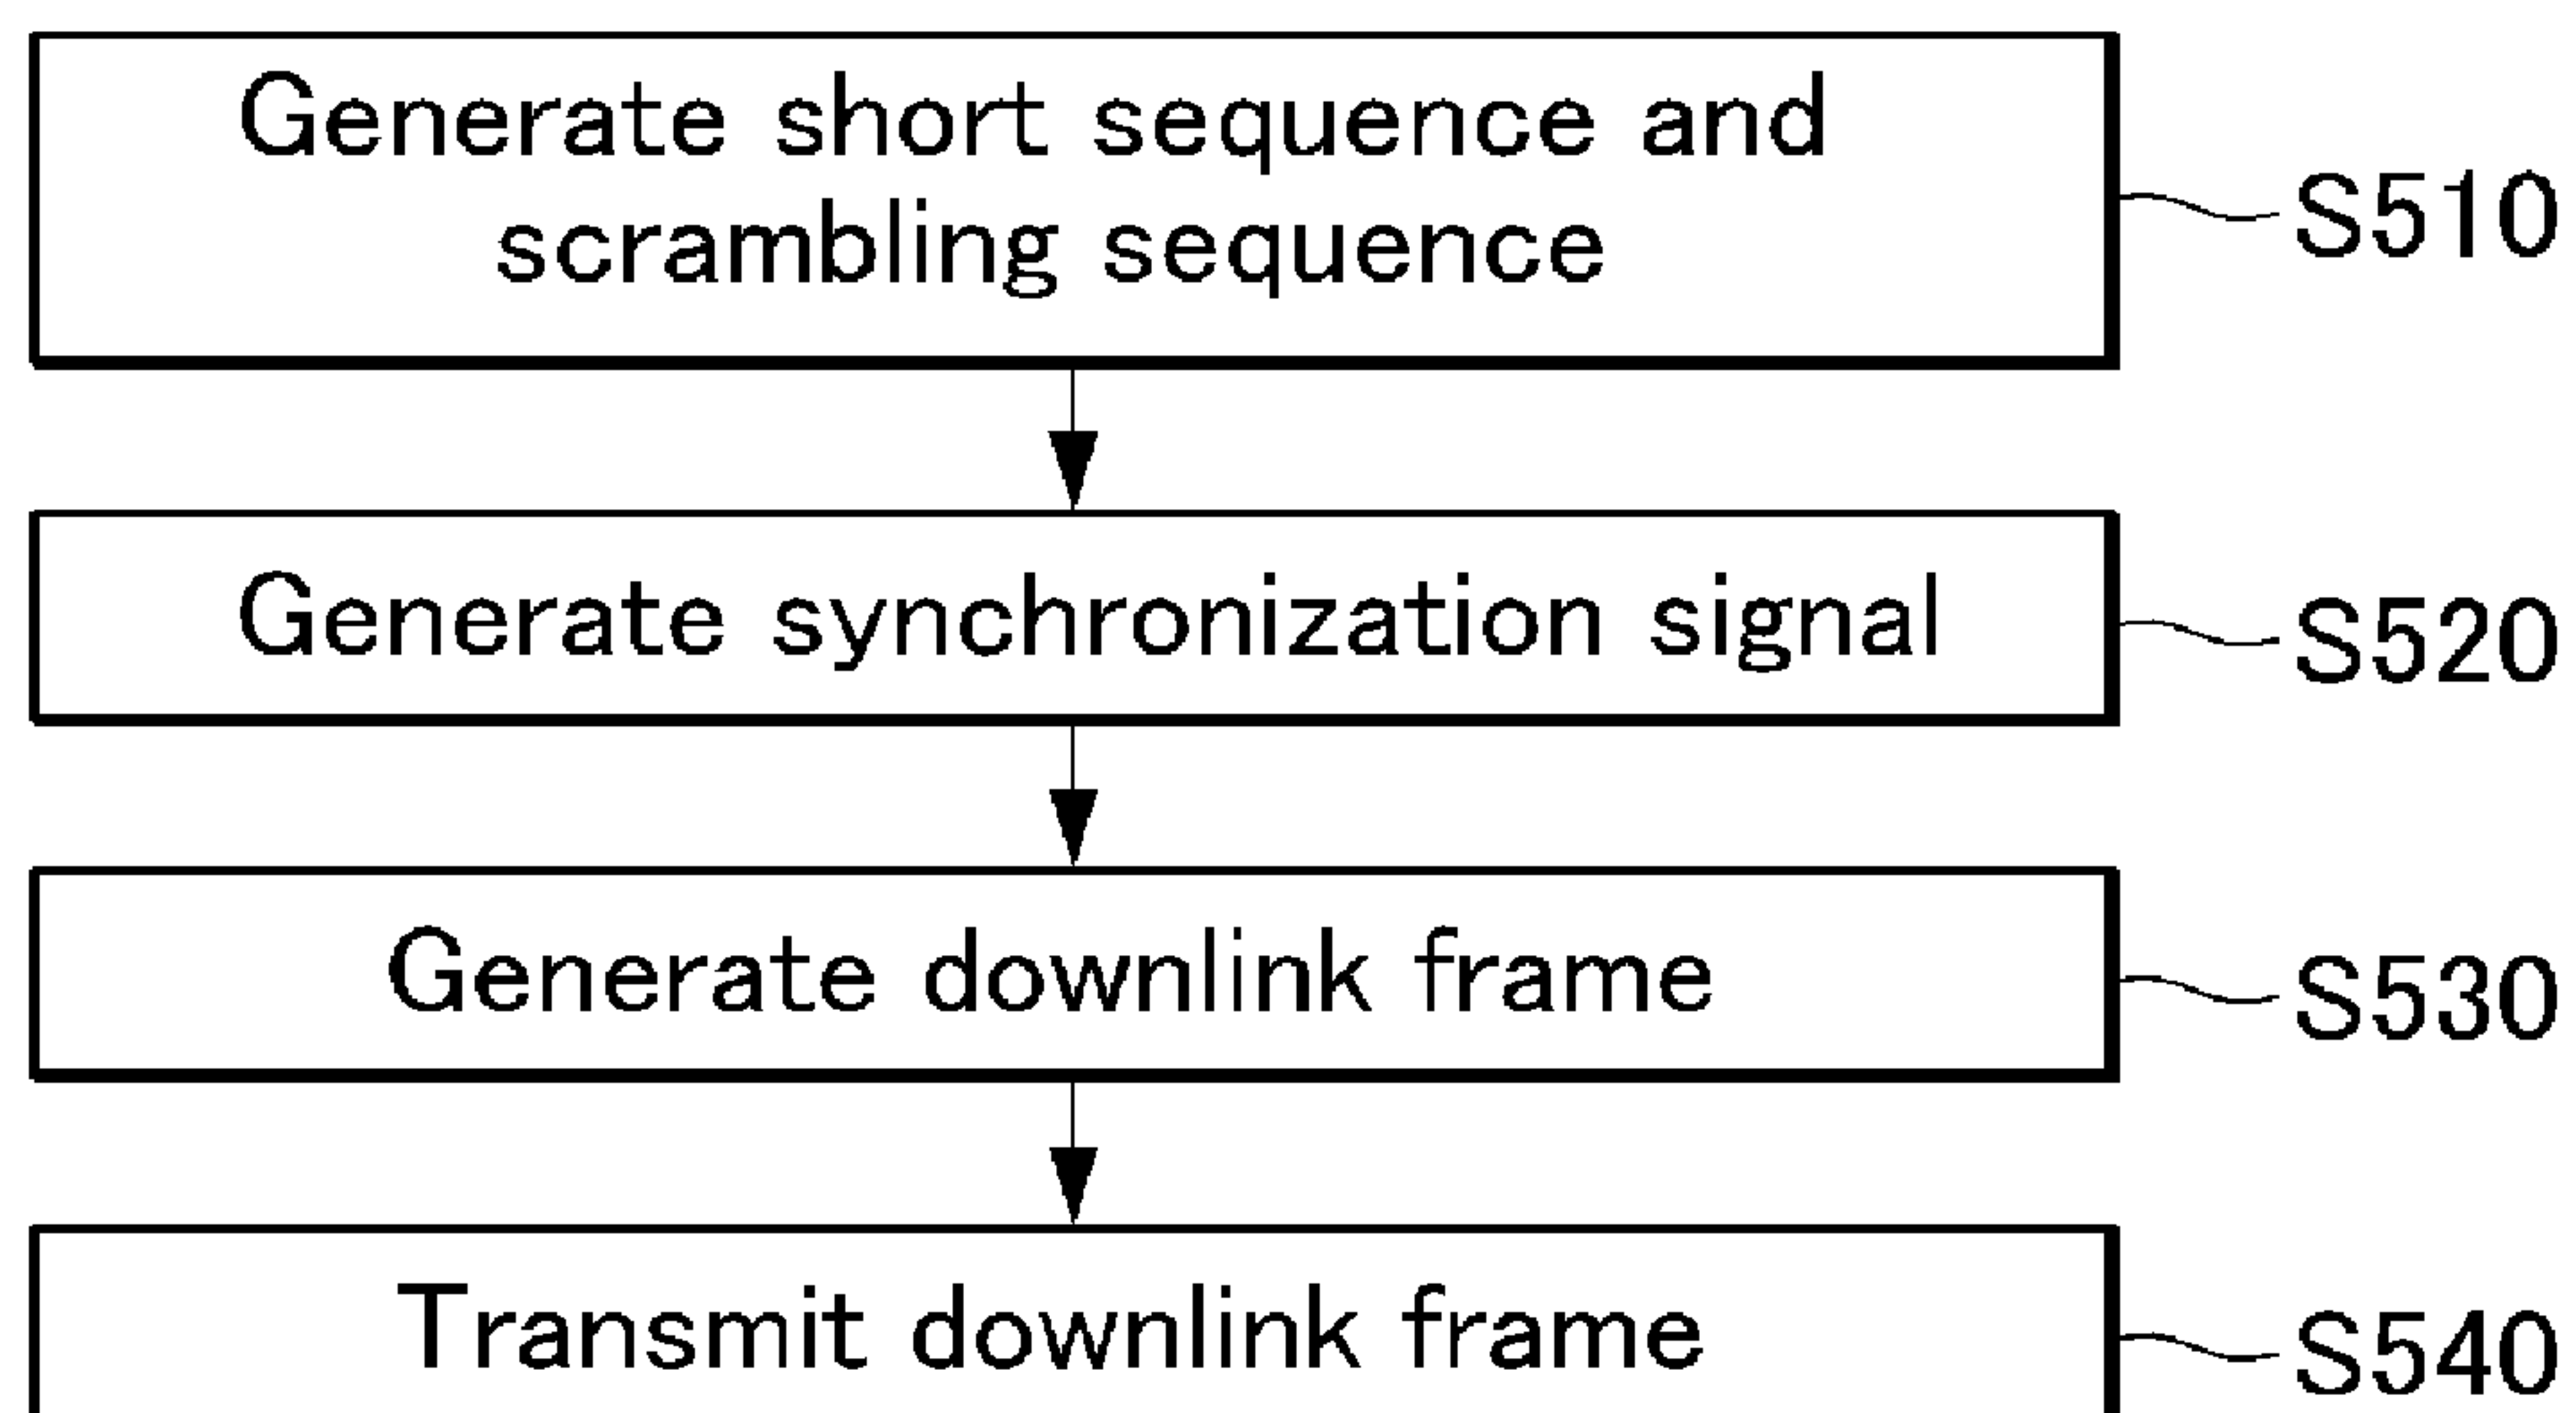 Generate short sequence and
scrambling sequence
S510
Generate synchronization signal
S520
Generate downlink frame
S530
Transmit downlink frame
S540